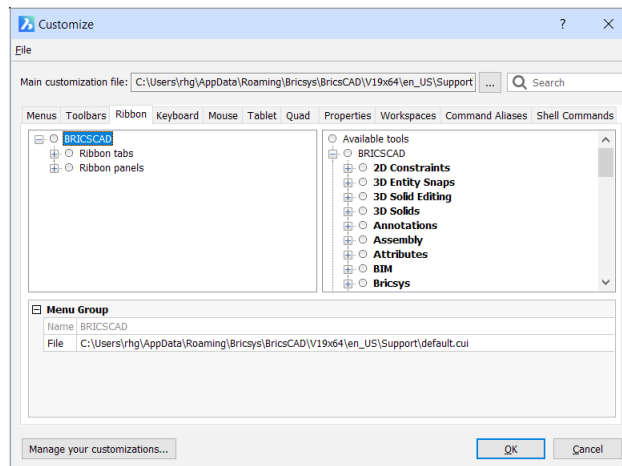 Customize ? ×
File
Main customization file: C:\Users\rhg\AppData\Roaming\Bricsys\BricsCAD\V19x64\en_US\Support ... Search
Menus Toolbars Ribbon Keyboard Mouse Tablet Quad Properties Workspaces Command Aliases Shell Commands
BRICSCAD
Ribbon tabs
Ribbon panels
Available tools
BRICSCAD
2D Constraints
3D Entity Snaps
3D Solid Editing
3D Solids
Annotations
Assembly
Attributes
BIM
Bricsys
Menu Group
Name BRICSCAD
File C:\Users\rhg\AppData\Roaming\Bricsys\BricsCAD\V19x64\en_US\Support\default.cui
Manage your customizations... OK Cancel